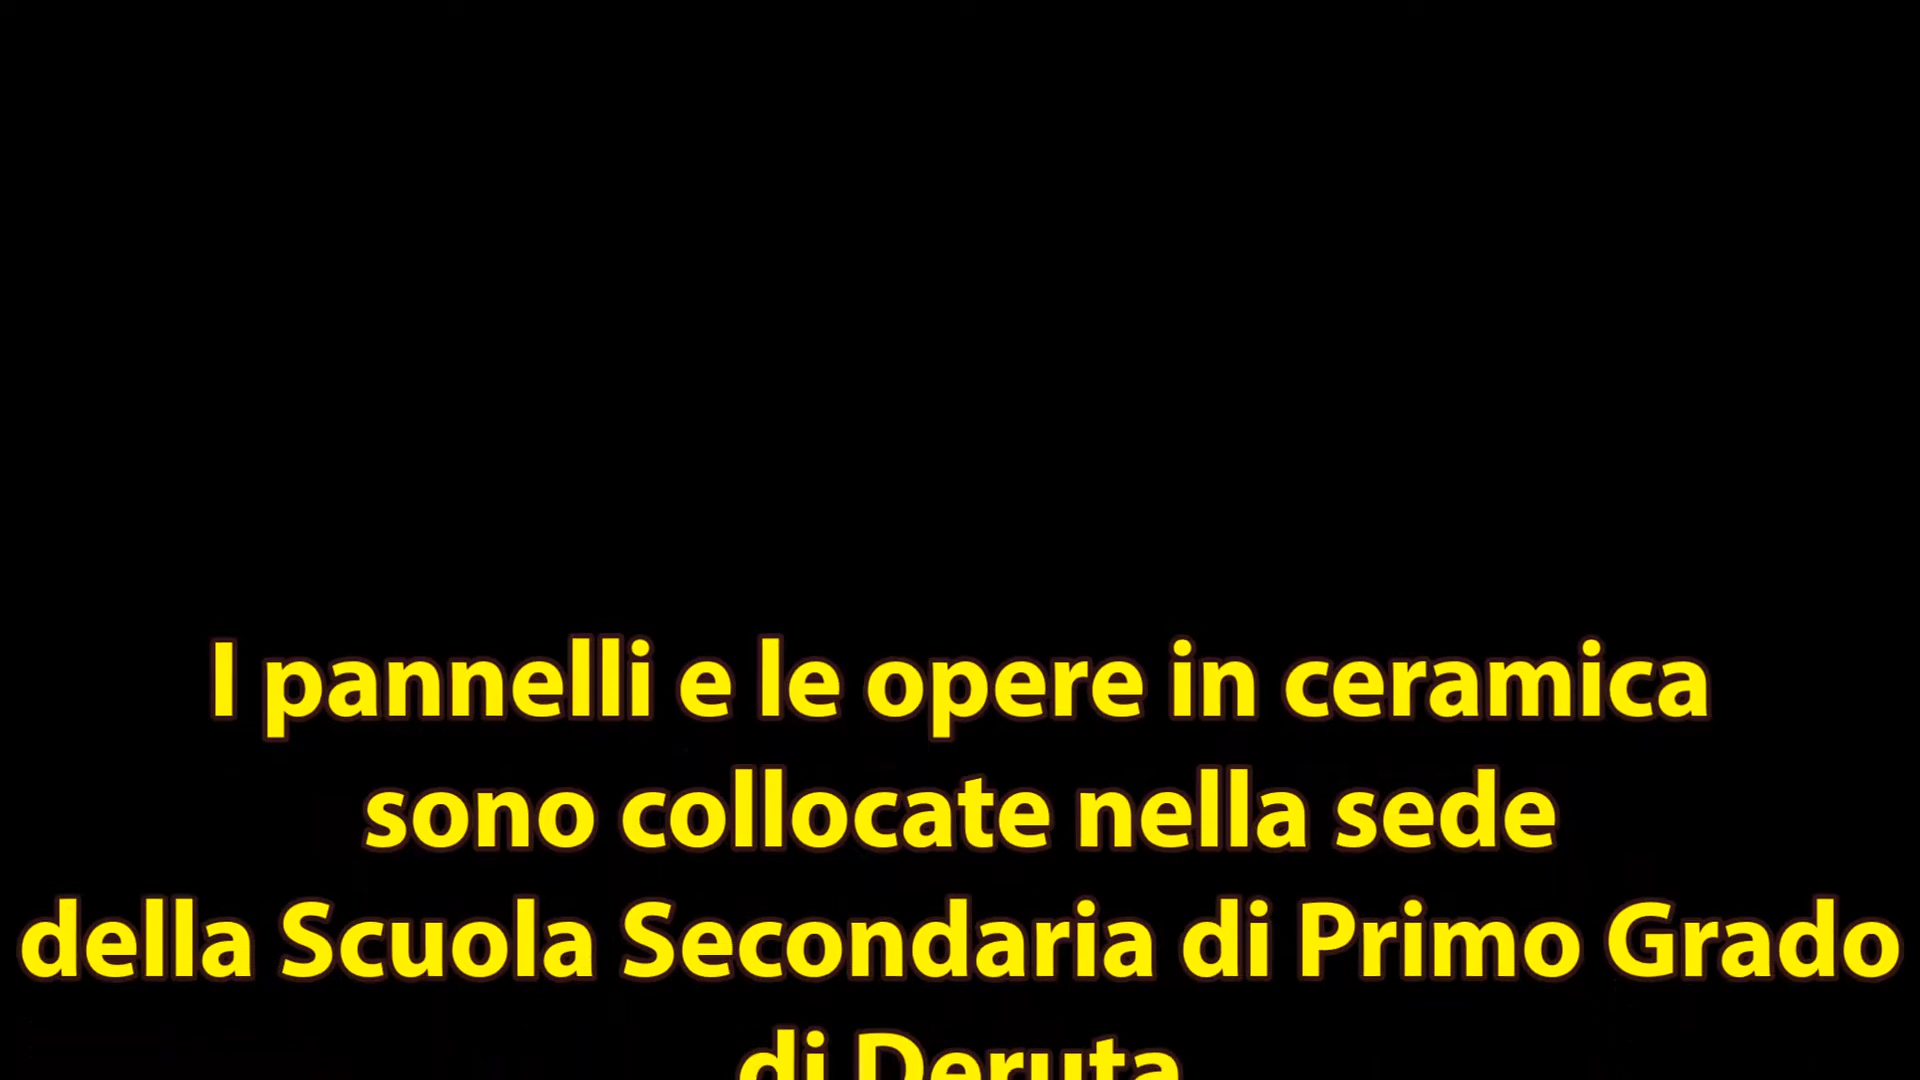 I pannelli e le opere in ceramica
sono collocate nella sede
della Scuola Secondaria di Primo Grado
di Deruta